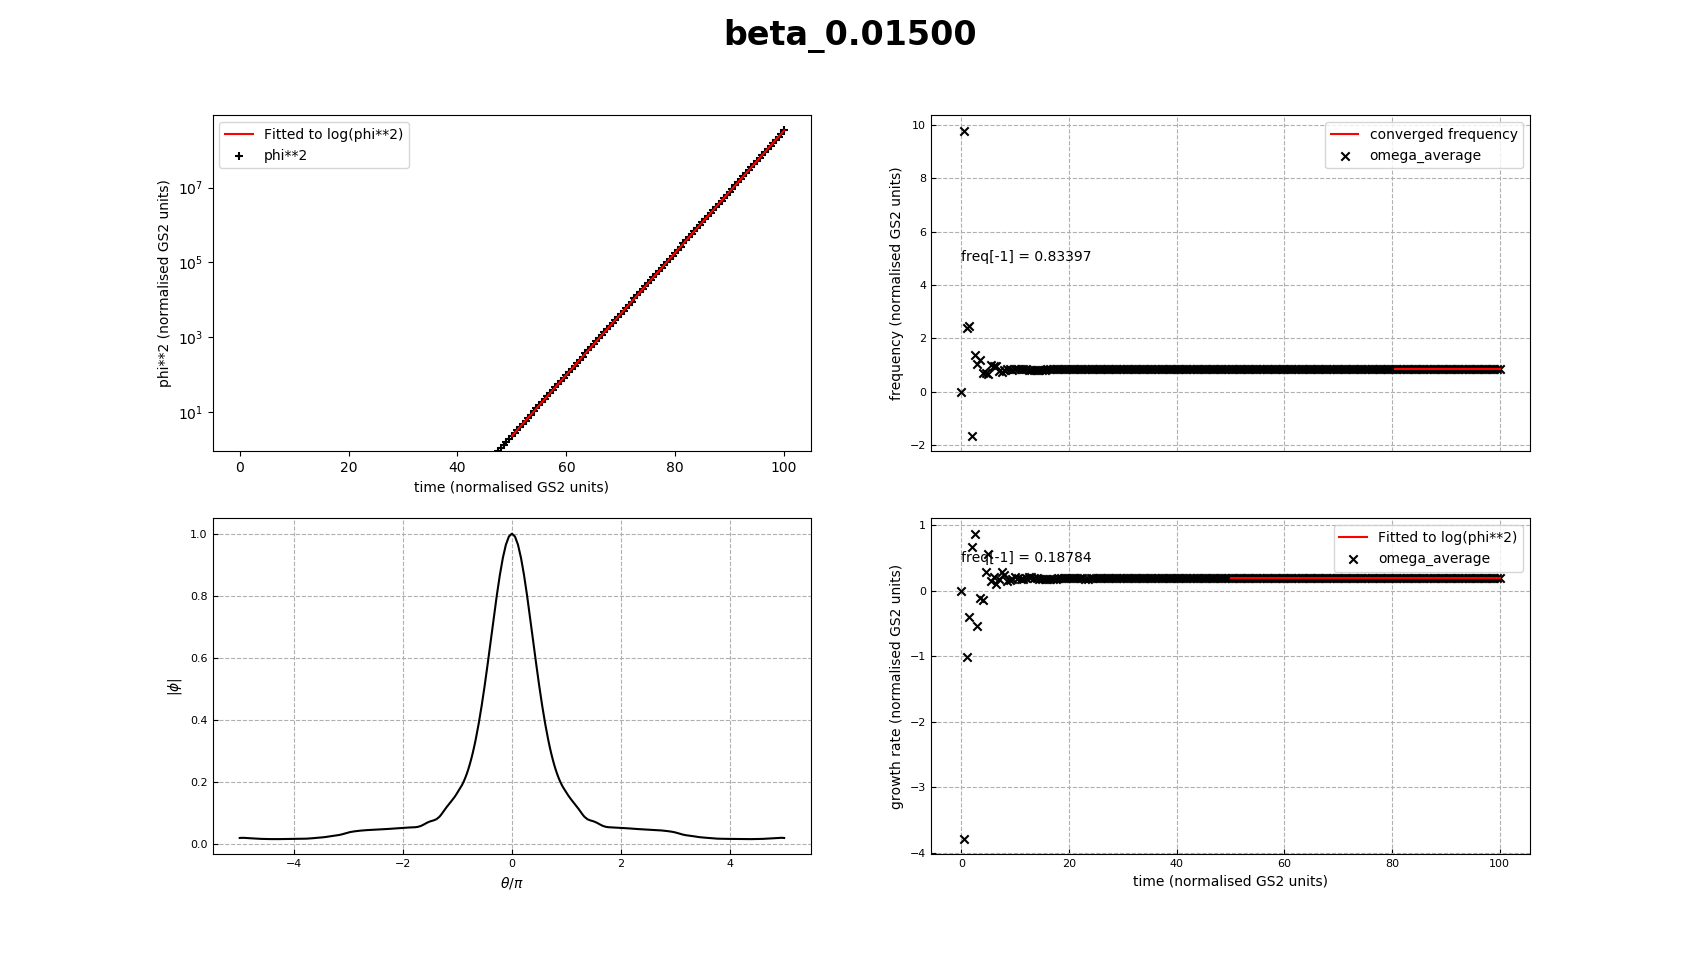 beta_0.01500
Fitted to log(phi**2)
phi**2
phi**2 (normalised GS2 units)
10^7
10^5
10^3
10^1
0 20 40 60 80 100
time (normalised GS2 units)
converged frequency
omega_average
freq[-1] = 0.83397
frequency (normalised GS2 units)
10
8
6
4
2
0
−2
|ϕ|
1.0
0.8
0.6
0.4
0.2
0.0
−4 −2 0 2 4
θ/π
Fitted to log(phi**2)
omega_average
freq[-1] = 0.18784
growth rate (normalised GS2 units)
1
0
−1
−2
−3
−4
0 20 40 60 80 100
time (normalised GS2 units)